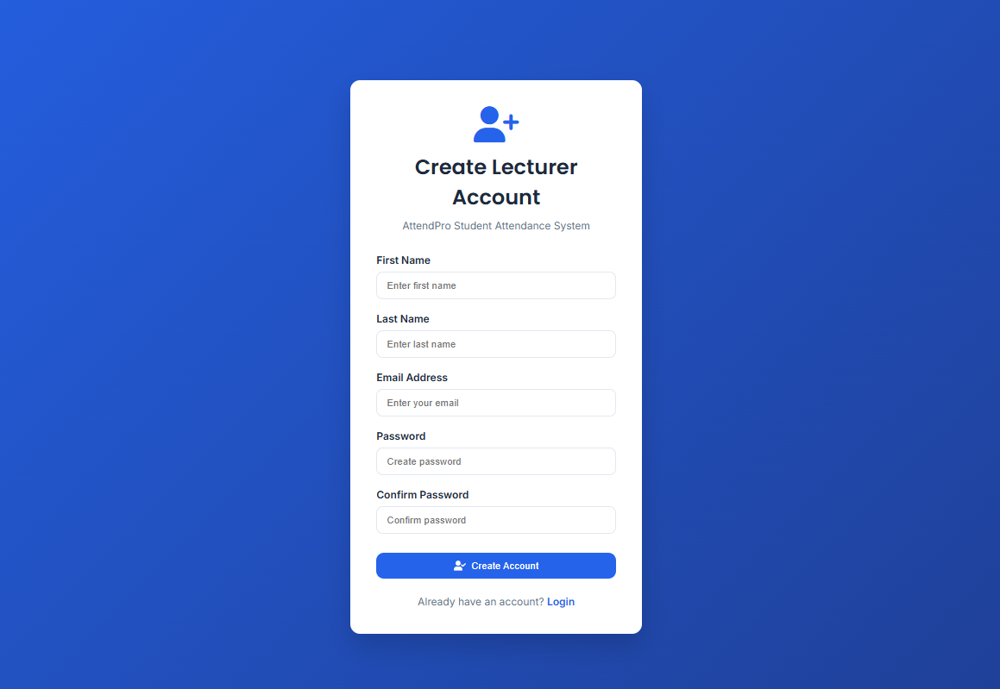 Create Lecturer
Account
AttendPro Student Attendance System
First Name
Enter first name
Last Name
Enter last name
Email Address
Enter your email
Password
Create password
Confirm Password
Confirm password
Create Account
Already have an account? Login